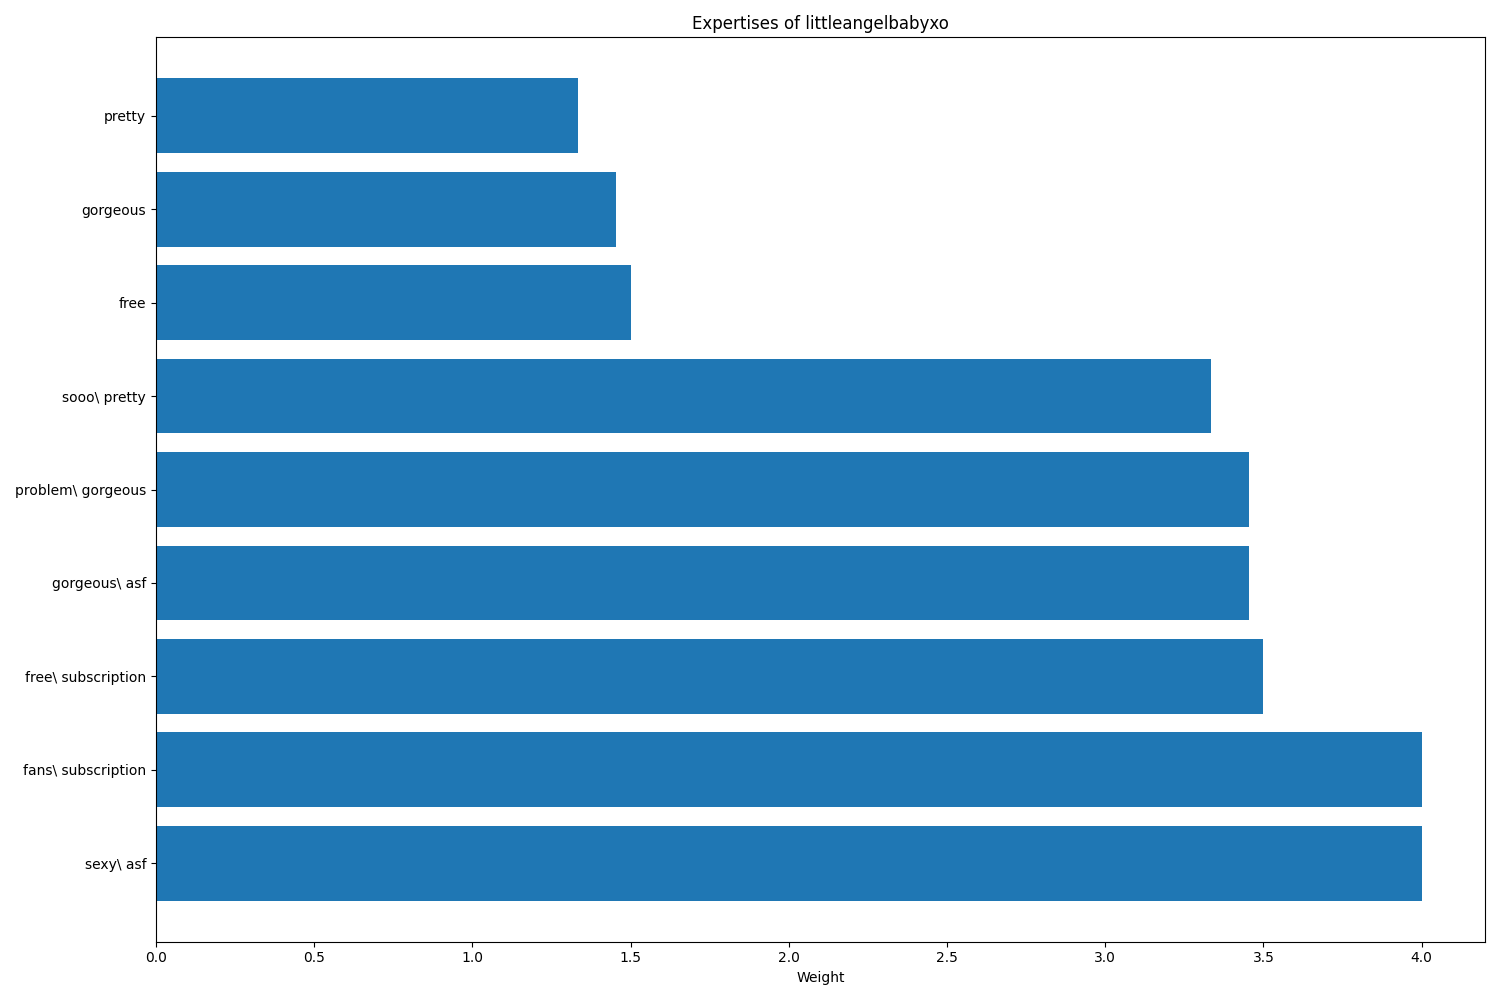 Expertises of littleangelbabyxo
pretty
gorgeous
free
sooo\ pretty
problem\ gorgeous
gorgeous\ asf
free\ subscription
fans\ subscription
sexy\ asf
0.0 0.5 1.0 1.5 2.0 2.5 3.0 3.5 4.0
Weight